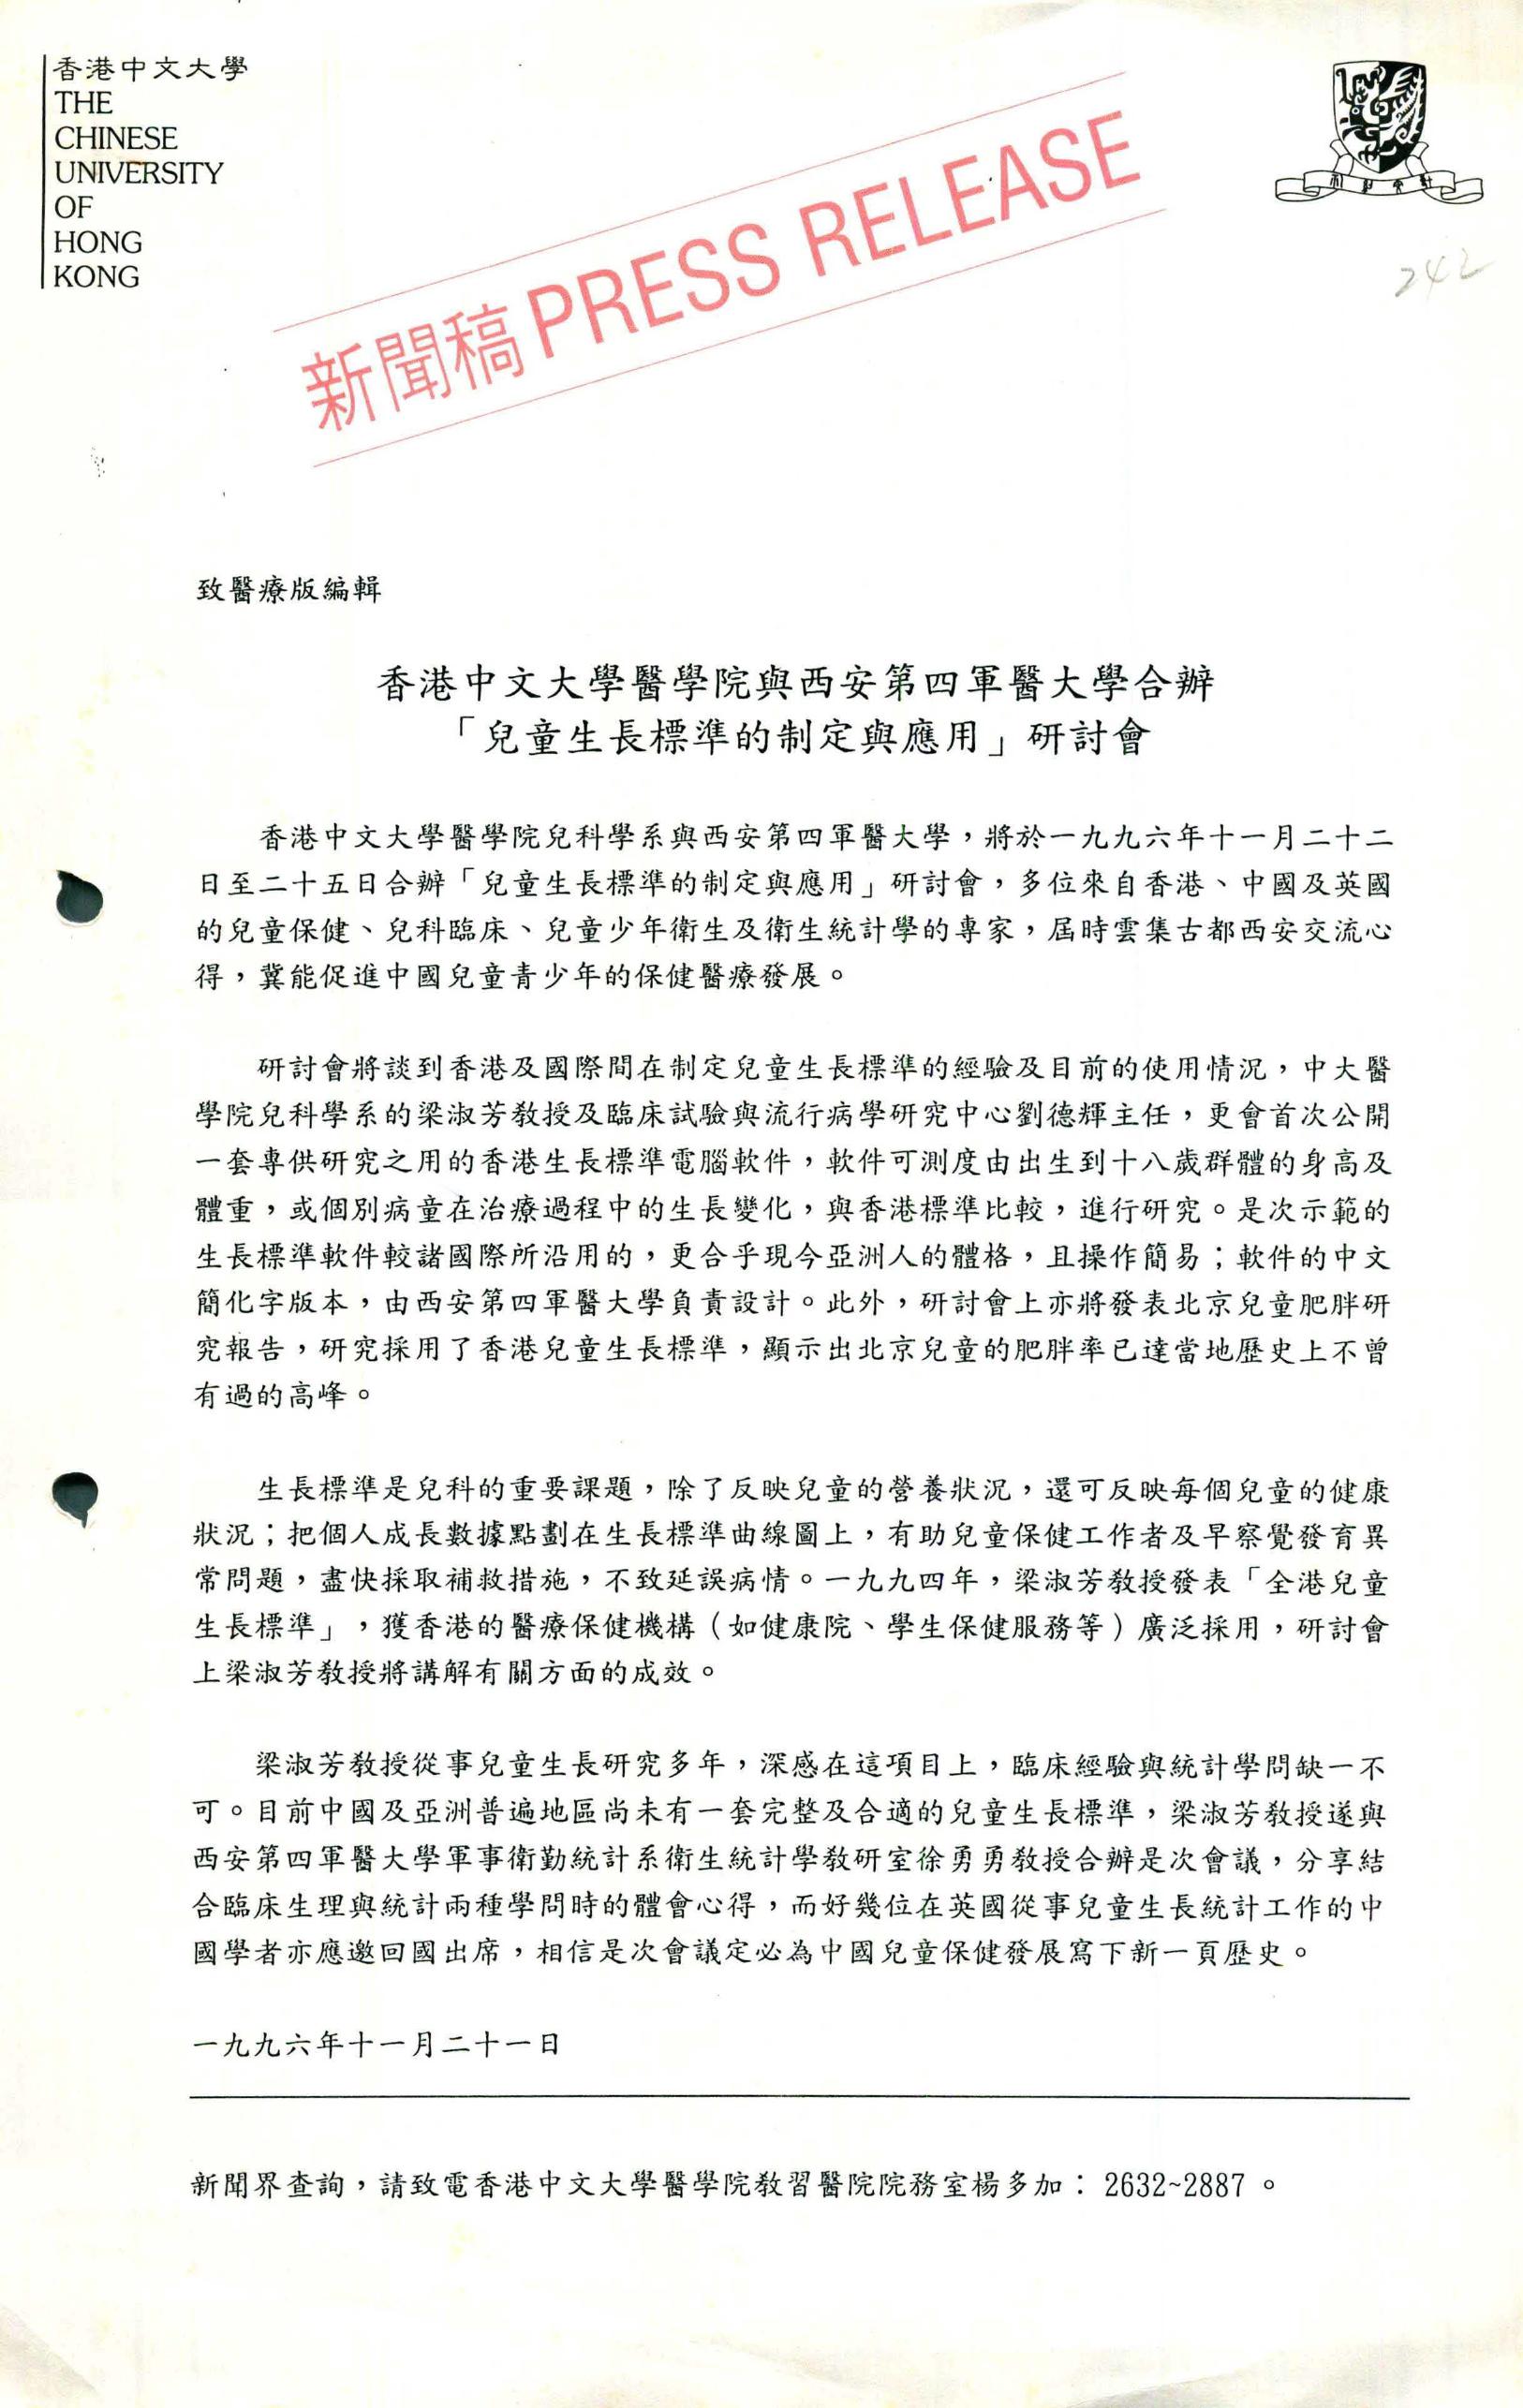 香港中文大學
THE
CHINESE
UNIVERSITY
OF
HONG
KONG
新聞稿 PRESS RELEASE
242
致醫療版編輯
香港中文大學醫學院與西安第四軍醫大學合辦
「兒童生長標準的制定與應用」研討會
香港中文大學醫學院兒科學系與西安第四軍醫大學，將於一九九六年十一月二十二
日至二十五日合辦「兒童生長標準的制定與應用」研討會，多位來自香港、中國及英國
的兒童保健、兒科臨床、兒童少年衛生及衛生統計學的專家，屆時雲集古都西安交流心
得，冀能促進中國兒童青少年的保健醫療發展。
研討會將談到香港及國際間在制定兒童生長標準的經驗及目前的使用情況，中大醫
學院兒科學系的梁淑芳教授及臨床試驗與流行病學研究中心劉德輝主任，更會首次公開
一套專供研究之用的香港生長標準電腦軟件，軟件可測度由出生到十八歲群體的身高及
體重，或個別病童在治療過程中的生長變化，與香港標準比較，進行研究。是次示範的
生長標準軟件較諸國際所沿用的，更合乎現今亞洲人的體格，且操作簡易；軟件的中文
簡化字版本，由西安第四軍醫大學負責設計。此外，研討會上亦將發表北京兒童肥胖研
究報告，研究採用了香港兒童生長標準，顯示出北京兒童的肥胖率已達當地歷史上不曾
有過的高峰。
生長標準是兒科的重要課題，除了反映兒童的營養狀況，還可反映每個兒童的健康
狀況；把個人成長數據點劃在生長標準曲線圖上，有助兒童保健工作者及早察覺發育異
常問題，盡快採取補救措施，不致延誤病情。一九九四年，梁淑芳教授發表「全港兒童
生長標準」，獲香港的醫療保健機構（如健康院、學生保健服務等）廣泛採用，研討會
上梁淑芳教授將講解有關方面的成效。
梁淑芳教授從事兒童生長研究多年，深感在這項目上，臨床經驗與統計學問缺一不
可。目前中國及亞洲普遍地區尚未有一套完整及合適的兒童生長標準，梁淑芳教授遂與
西安第四軍醫大學軍事衛勤統計系衛生統計學教研室徐勇勇教授合辦是次會議，分享結
合臨床生理與統計兩種學問時的體會心得，而好幾位在英國從事兒童生長統計工作的中
國學者亦應邀回國出席，相信是次會議定必為中國兒童保健發展寫下新一頁歷史。
一九九六年十一月二十一日
新聞界查詢，請致電香港中文大學醫學院教習醫院院務室楊多加：2632~2887。